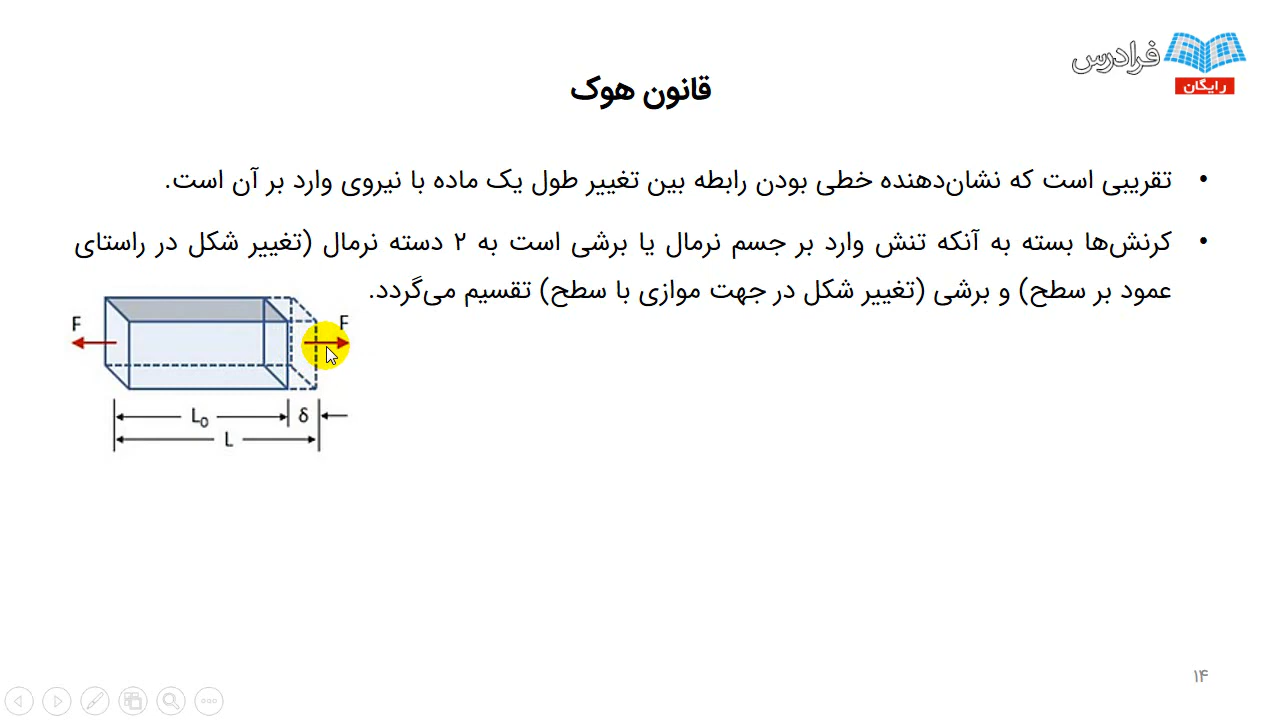 فرادرس
رایگان
قانون هوک
• تقریبی است که نشان‌دهنده خطی بودن رابطه بین تغییر طول یک ماده با نیروی وارد بر آن است.
• کرنش‌ها بسته به آنکه تنش وارد بر جسم نرمال یا برشی است به ۲ دسته نرمال (تغییر شکل در راستای
عمود بر سطح) و برشی (تغییر شکل در جهت موازی با سطح) تقسیم می‌گردد.
F F
L₀ δ
L
۱۴